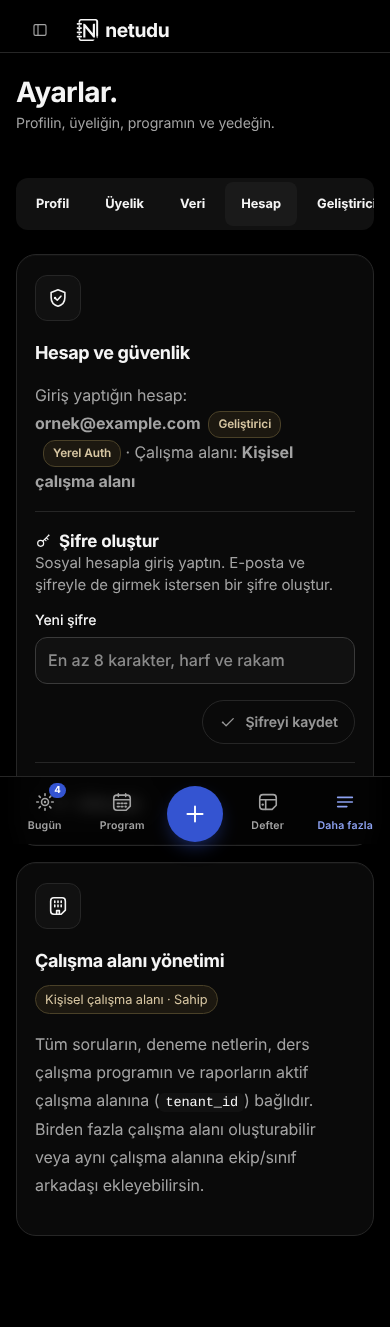 netudu
Ayarlar.
Profilin, üyeliğin, programın ve yedeğin.
Profil Üyelik Veri Hesap Geliştirici
Hesap ve güvenlik
Giriş yaptığın hesap:
ornek@example.com Geliştirici
Yerel Auth · Çalışma alanı: Kişisel
çalışma alanı
Şifre oluştur
Sosyal hesapla giriş yaptın. E-posta ve
şifreyle de girmek istersen bir şifre oluştur.
Yeni şifre
En az 8 karakter, harf ve rakam
Şifreyi kaydet
4
Bugün Program Defter Daha fazla
Çalışma alanı yönetimi
Kişisel çalışma alanı · Sahip
Tüm soruların, deneme netlerin, ders
çalışma programın ve raporların aktif
çalışma alanına ( tenant_id ) bağlıdır.
Birden fazla çalışma alanı oluşturabilir
veya aynı çalışma alanına ekip/sınıf
arkadaşı ekleyebilirsin.